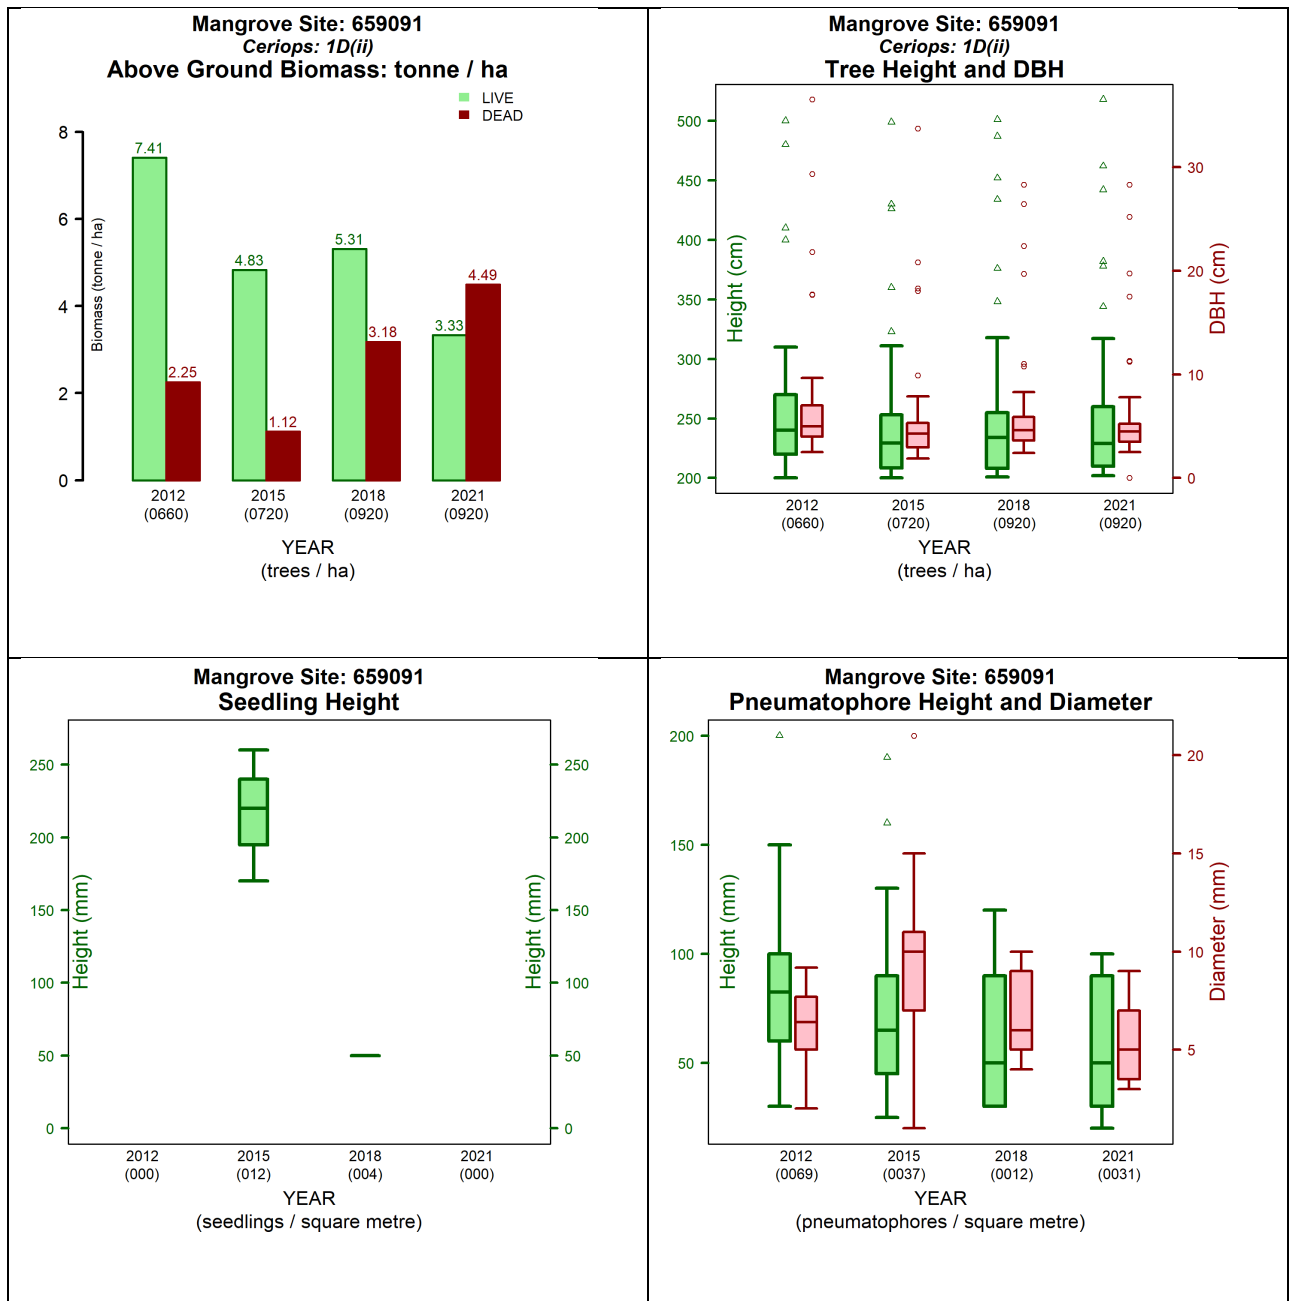 Mangrove Site: 659091
Ceriops: 1D(ii)
Above Ground Biomass: tonne / ha
LIVE
DEAD
8
6
4
2
0
Biomass (tonne / ha)
7.41
2.25
4.83
1.12
5.31
3.18
3.33
4.49
2012 2015 2018 2021
(0660) (0720) (0920) (0920)
YEAR
(trees / ha)
Mangrove Site: 659091
Ceriops: 1D(ii)
Tree Height and DBH
500
450
400
350
300
250
200
Height (cm)
30
20
10
0
DBH (cm)
2012 2015 2018 2021
(0660) (0720) (0920) (0920)
YEAR
(trees / ha)
Mangrove Site: 659091
Seedling Height
250
200
150
100
50
0
Height (mm)
250
200
150
100
50
0
Height (mm)
2012 2015 2018 2021
(000) (012) (004) (000)
YEAR
(seedlings / square metre)
Mangrove Site: 659091
Pneumatophore Height and Diameter
200
150
100
50
Height (mm)
20
15
10
5
Diameter (mm)
2012 2015 2018 2021
(0069) (0037) (0012) (0031)
YEAR
(pneumatophores / square metre)